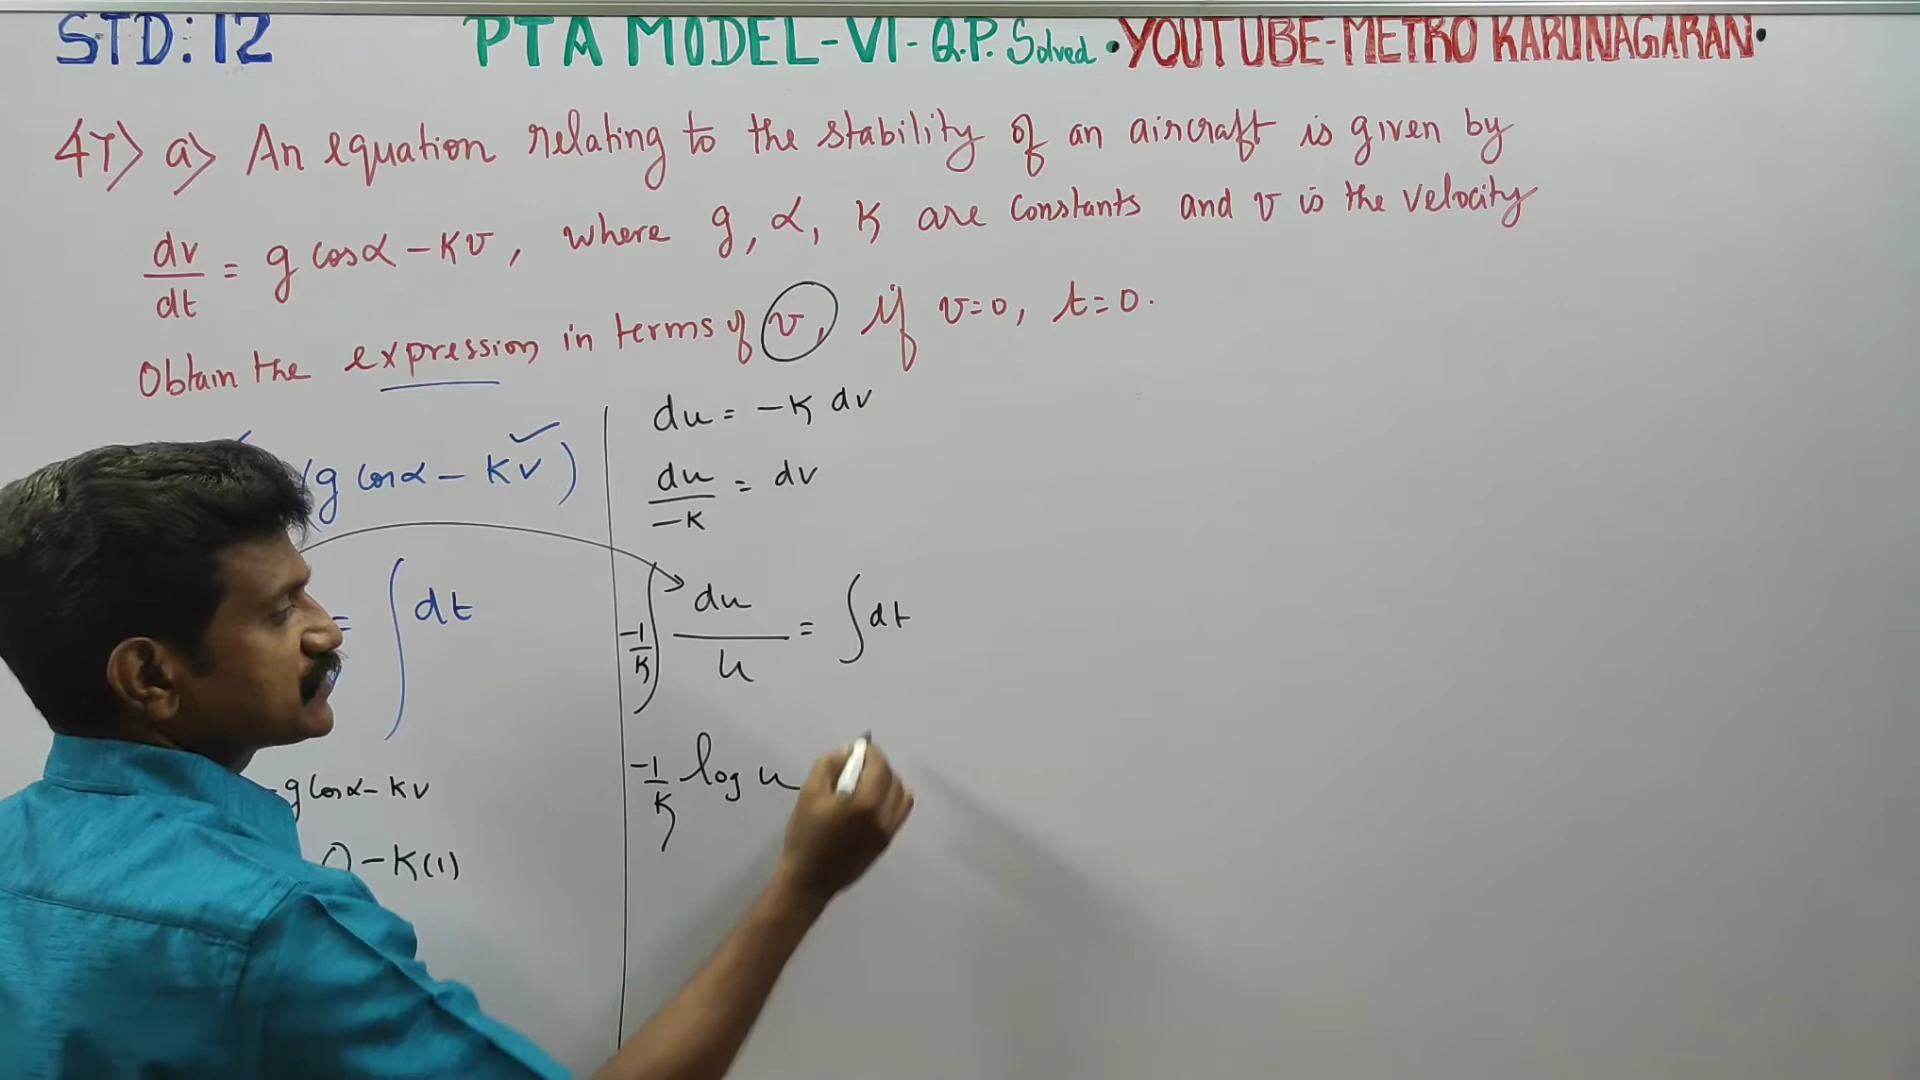 STD: 12 PTA MODEL-VI-Q.P. Solved • YOUTUBE-METRO KARUNAGARAN •
47) a) An equation relating to the stability of an aircraft is given by
dv/dt = g cosα - Kv, where g, α, K are constants and v is the velocity
Obtain the expression in terms of v, if v=0, t=0.
(g cosα - Kv)
= ∫ dt
g cosα - Kv
0 - K(1)
du = -K dv
du/-K = dv
-1/K ∫ du/u = ∫ dt
-1/K log u